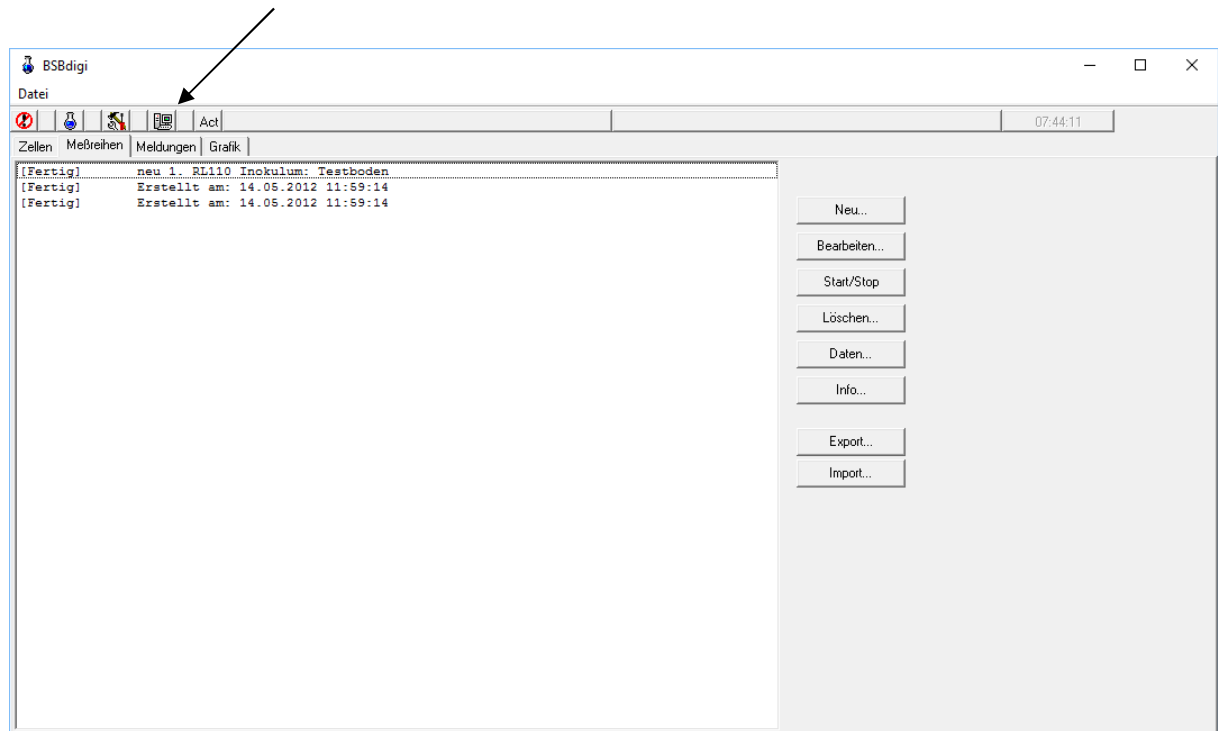 BSBdigi
Datei
Act
07:44:11
Zellen Meßreihen Meldungen Grafik
[Fertig] neu 1. RL110 Inokulum: Testboden
[Fertig] Erstellt am: 14.05.2012 11:59:14
[Fertig] Erstellt am: 14.05.2012 11:59:14
Neu...
Bearbeiten...
Start/Stop
Löschen...
Daten...
Info...
Export...
Import...